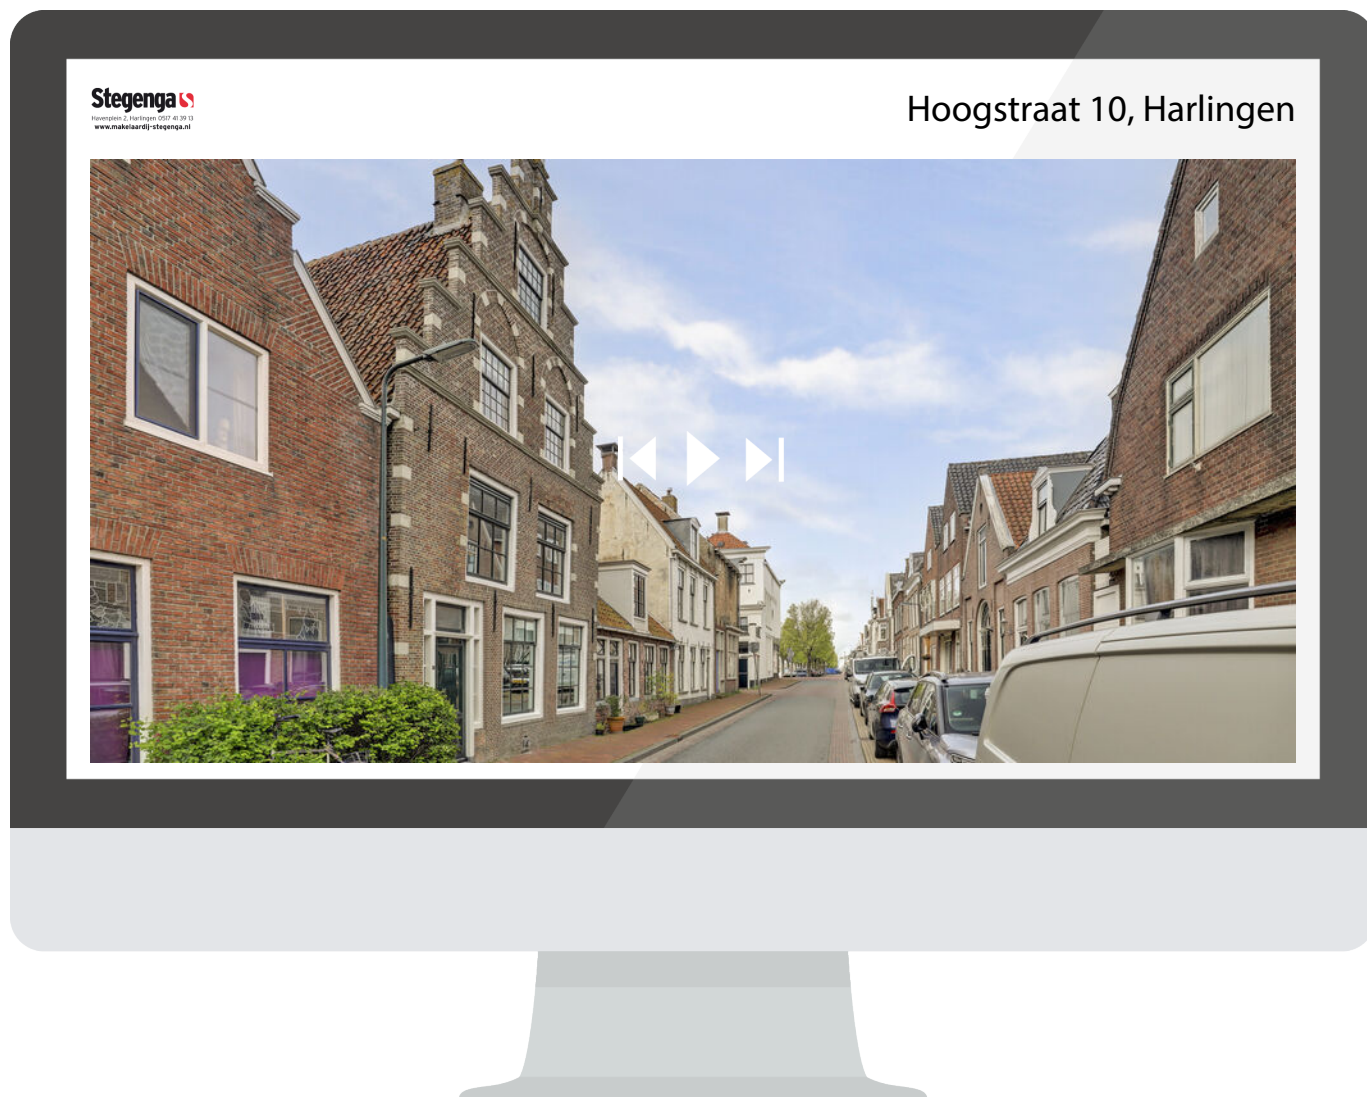 Stegenga
Havenplein 2, Harlingen 0517 41 39 13
www.makelaardij-stegenga.nl
Hoogstraat 10, Harlingen